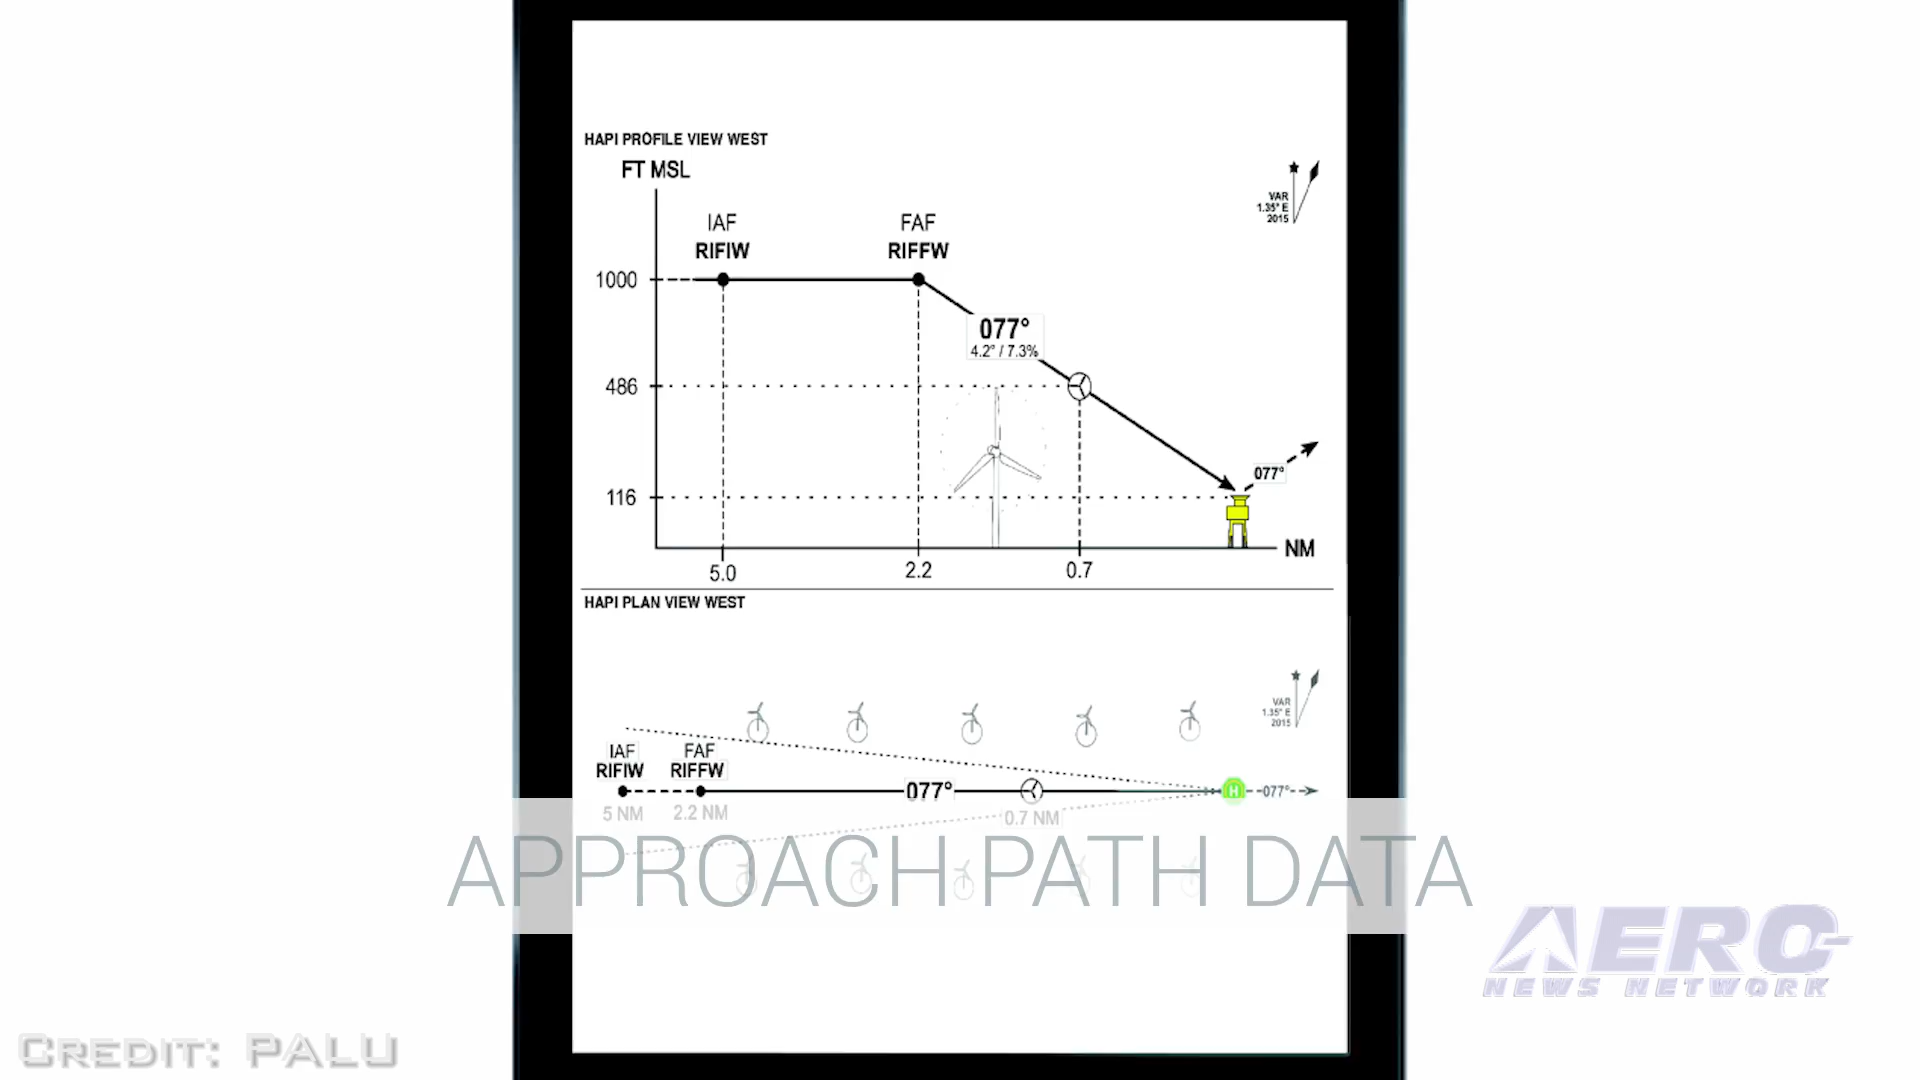 HAPI PROFILE VIEW WEST
FT MSL
VAR
1.35° E
2015
IAF
RIFIW
FAF
RIFFW
1000
077°
4.2° / 7.3%
486
077°
116
NM
5.0
2.2
0.7
HAPI PLAN VIEW WEST
VAR
1.35° E
2015
IAF
RIFIW
FAF
RIFFW
077°
H
077°
5 NM
2.2 NM
0.7 NM
APPROACH PATH DATA
AERO
NEWS NETWORK
CREDIT: PALU